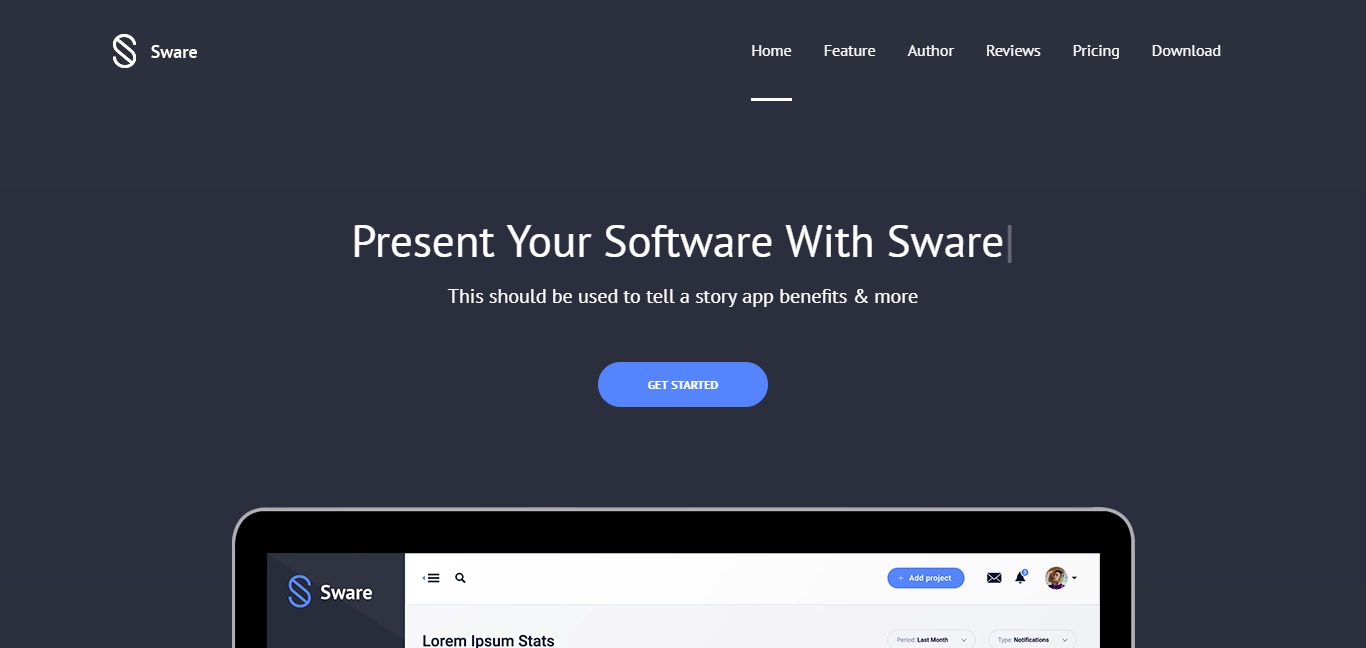 Sware
Home Feature Author Reviews Pricing Download
Present Your Software With Sware|
This should be used to tell a story app benefits & more
GET STARTED
Sware
+ Add project
3
Lorem Ipsum Stats
Period: Last Month
Type: Notifications